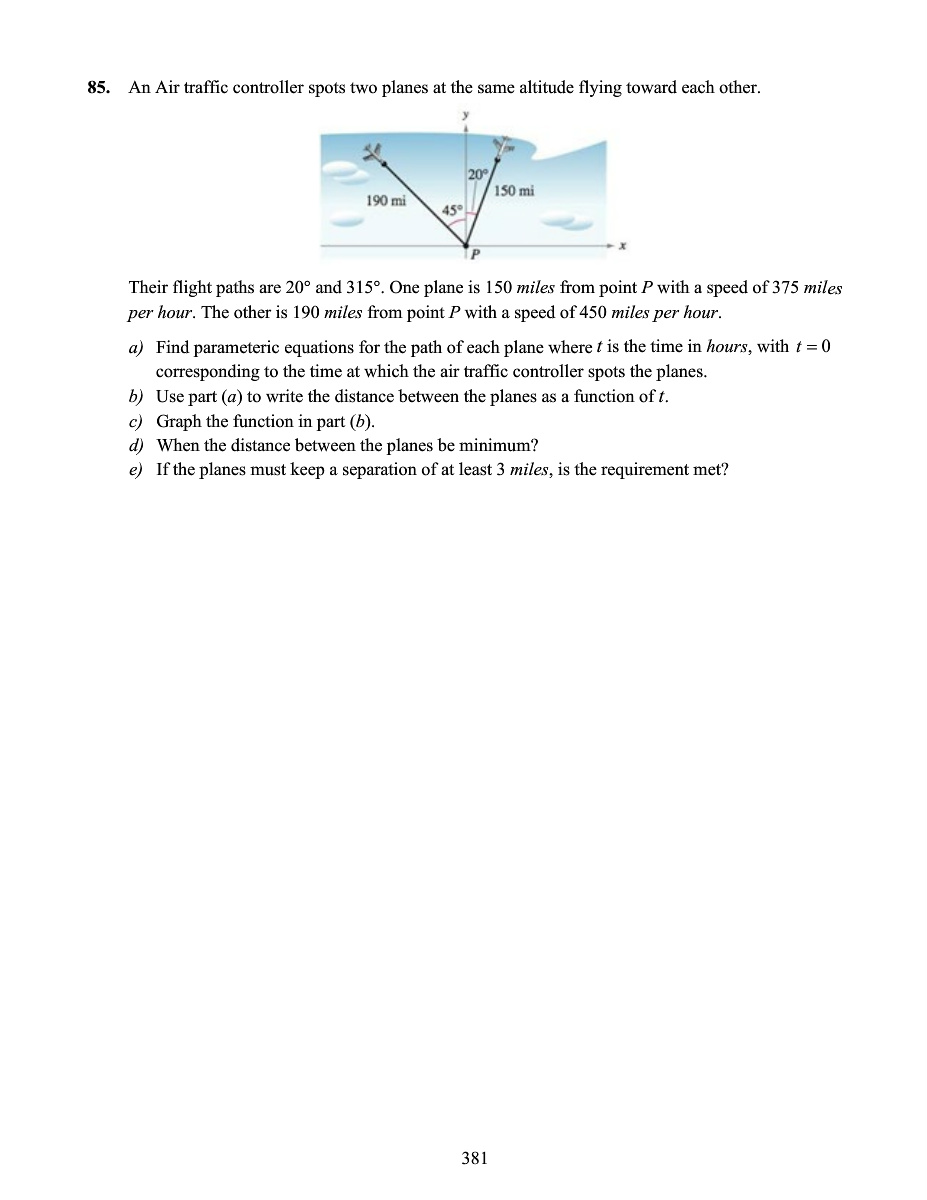 85. An Air traffic controller spots two planes at the same altitude flying toward each other.
y
20°
190 mi
150 mi
45°
x
P
Their flight paths are 20° and 315°. One plane is 150 miles from point P with a speed of 375 miles
per hour. The other is 190 miles from point P with a speed of 450 miles per hour.
a) Find parameteric equations for the path of each plane where t is the time in hours, with t = 0
corresponding to the time at which the air traffic controller spots the planes.
b) Use part (a) to write the distance between the planes as a function of t.
c) Graph the function in part (b).
d) When the distance between the planes be minimum?
e) If the planes must keep a separation of at least 3 miles, is the requirement met?
381